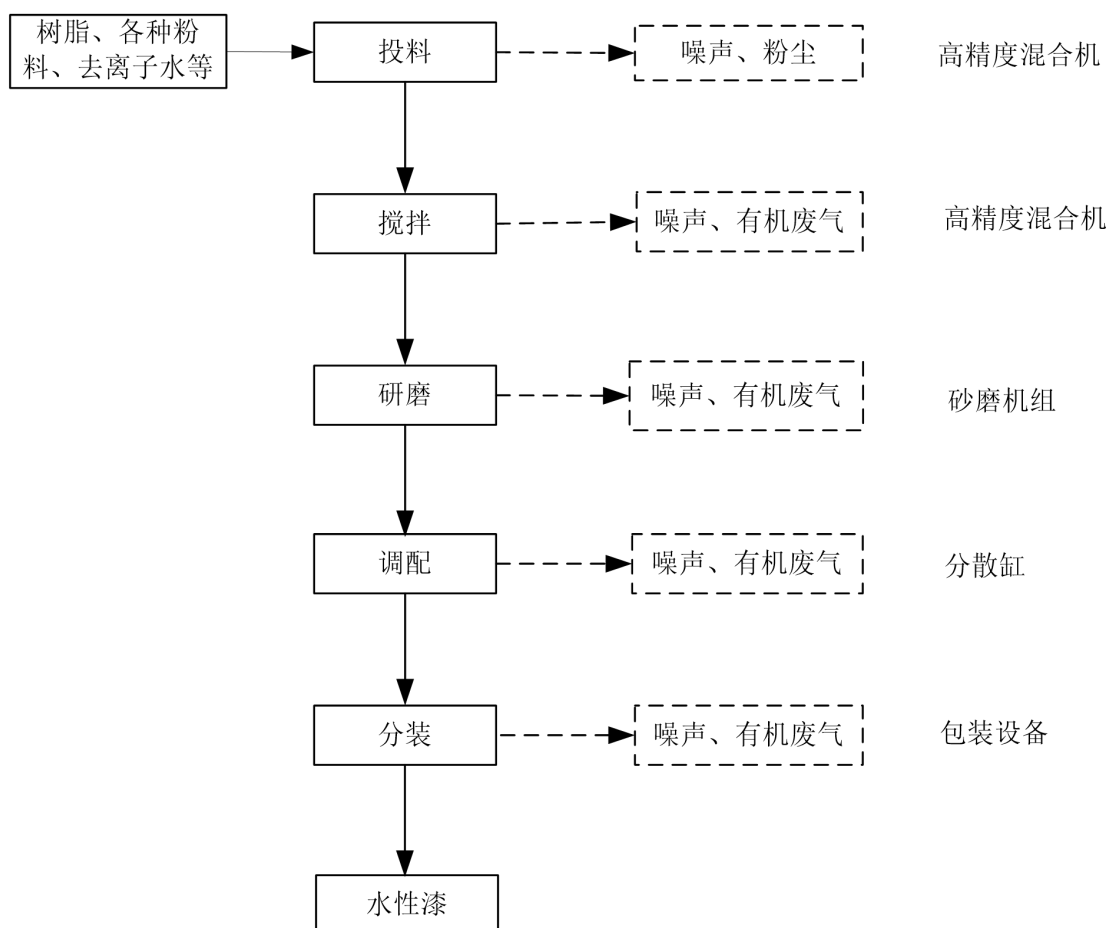 树脂、各种粉
料、去离子水等
投料
噪声、粉尘
高精度混合机
搅拌
噪声、有机废气
高精度混合机
研磨
噪声、有机废气
砂磨机组
调配
噪声、有机废气
分散缸
分装
噪声、有机废气
包装设备
水性漆